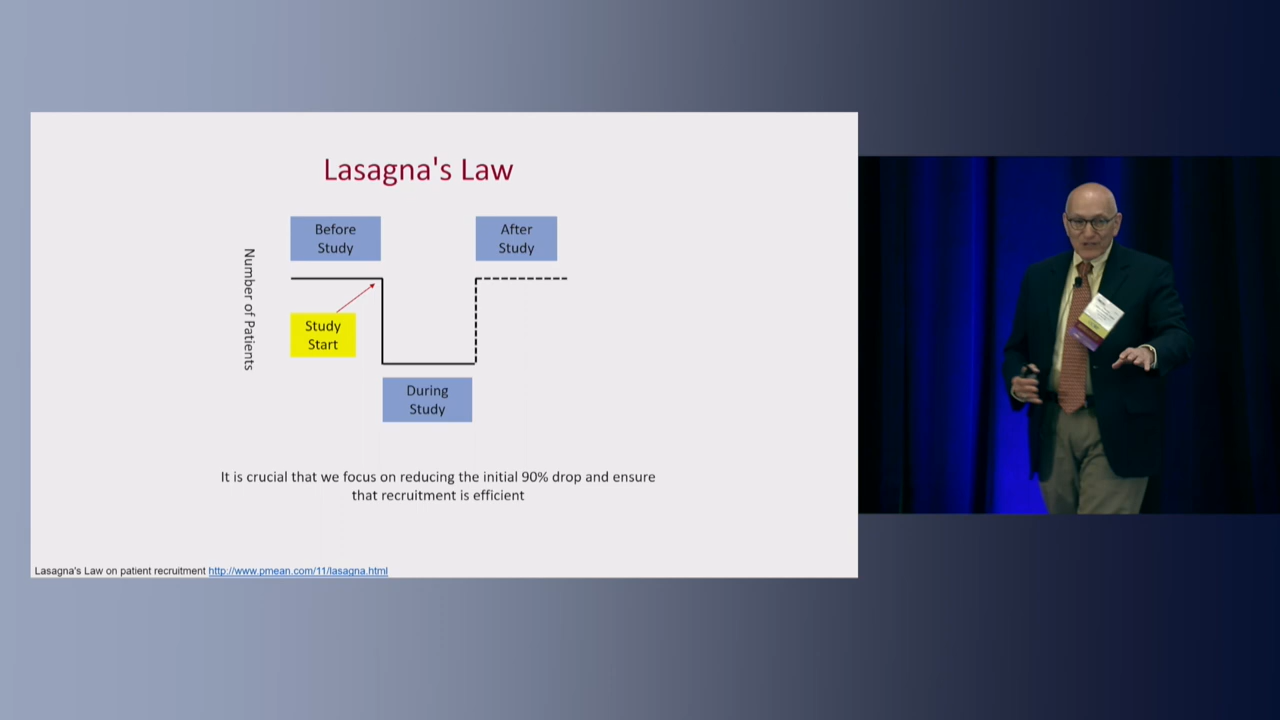 Lasagna's Law
Before
Study
After
Study
Number of Patients
Study
Start
During
Study
It is crucial that we focus on reducing the initial 90% drop and ensure
that recruitment is efficient
Lasagna's Law on patient recruitment http://www.pmean.com/11/lasagna.html